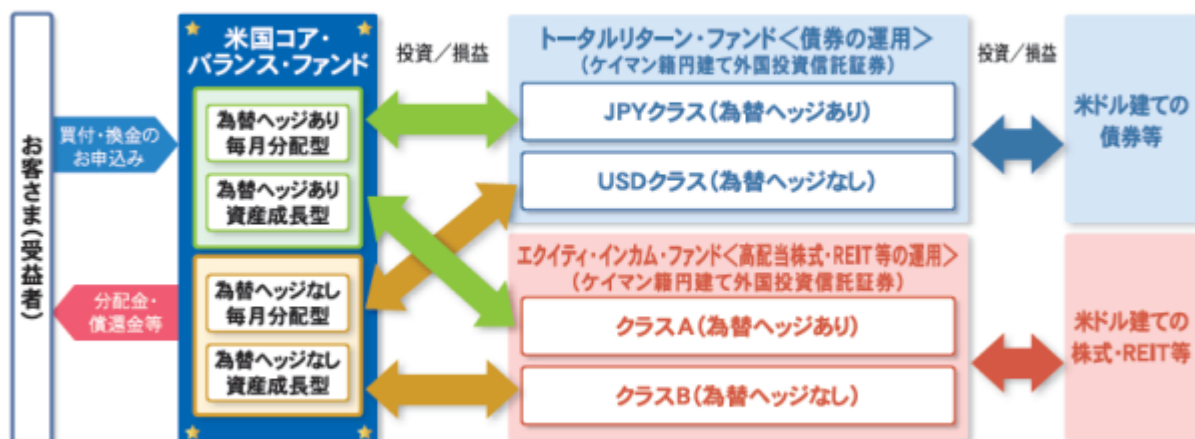 お客さま(受益者)
買付・換金の
お申込み
分配金・
償還金等
米国コア・
バランス・ファンド
為替ヘッジあり
毎月分配型
為替ヘッジあり
資産成長型
為替ヘッジなし
毎月分配型
為替ヘッジなし
資産成長型
投資／損益
トータルリターン・ファンド＜債券の運用＞
(ケイマン籍円建て外国投資信託証券)
JPYクラス(為替ヘッジあり)
USDクラス(為替ヘッジなし)
エクイティ・インカム・ファンド＜高配当株式・REIT等の運用＞
(ケイマン籍円建て外国投資信託証券)
クラスA(為替ヘッジあり)
クラスB(為替ヘッジなし)
投資／損益
米ドル建ての
債券等
米ドル建ての
株式・REIT等